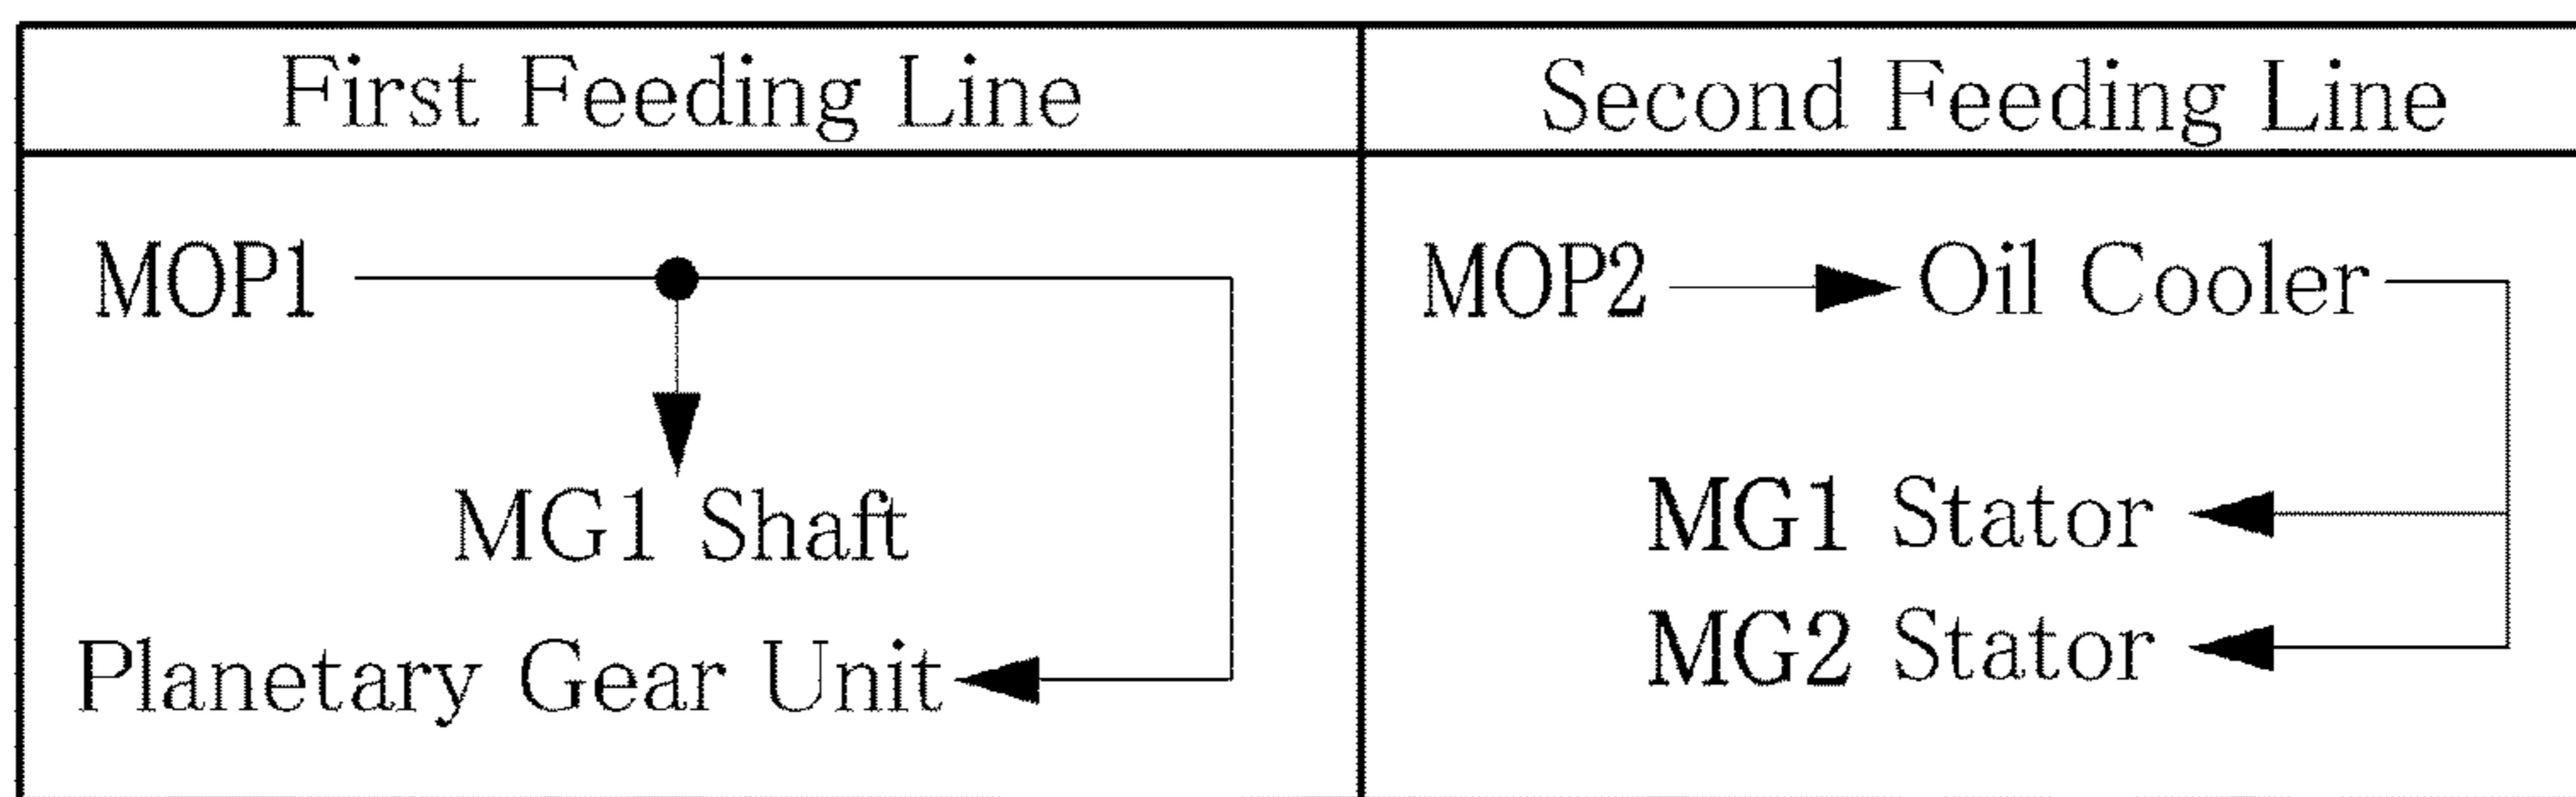 First Feeding Line
Second Feeding Line
MOP1
MG1 Shaft
Planetary Gear Unit
MOP2
Oil Cooler
MG1 Stator
MG2 Stator